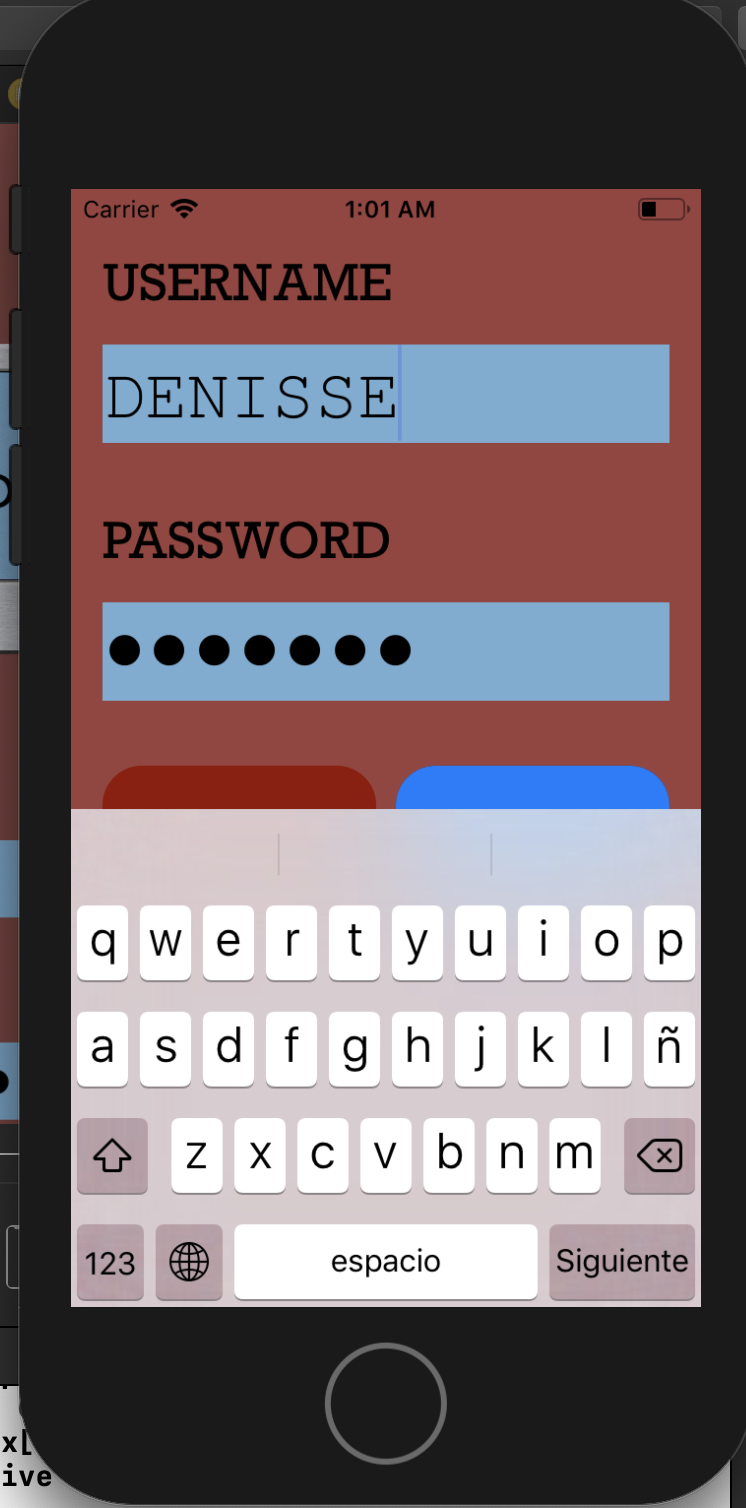 Carrier 1:01 AM
USERNAME
DENISSE
PASSWORD
●●●●●●●
q w e r t y u i o p
a s d f g h j k l ñ
z x c v b n m
123 espacio Siguiente
x[
ive